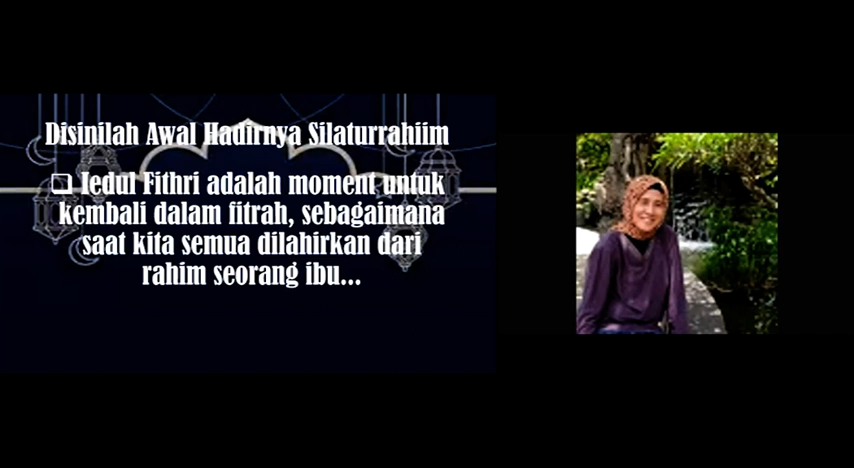 Disinilah Awal Hadirnya Silaturrahiim
❑ Iedul Fithri adalah moment untuk
kembali dalam fitrah, sebagaimana
saat kita semua dilahirkan dari
rahim seorang ibu...